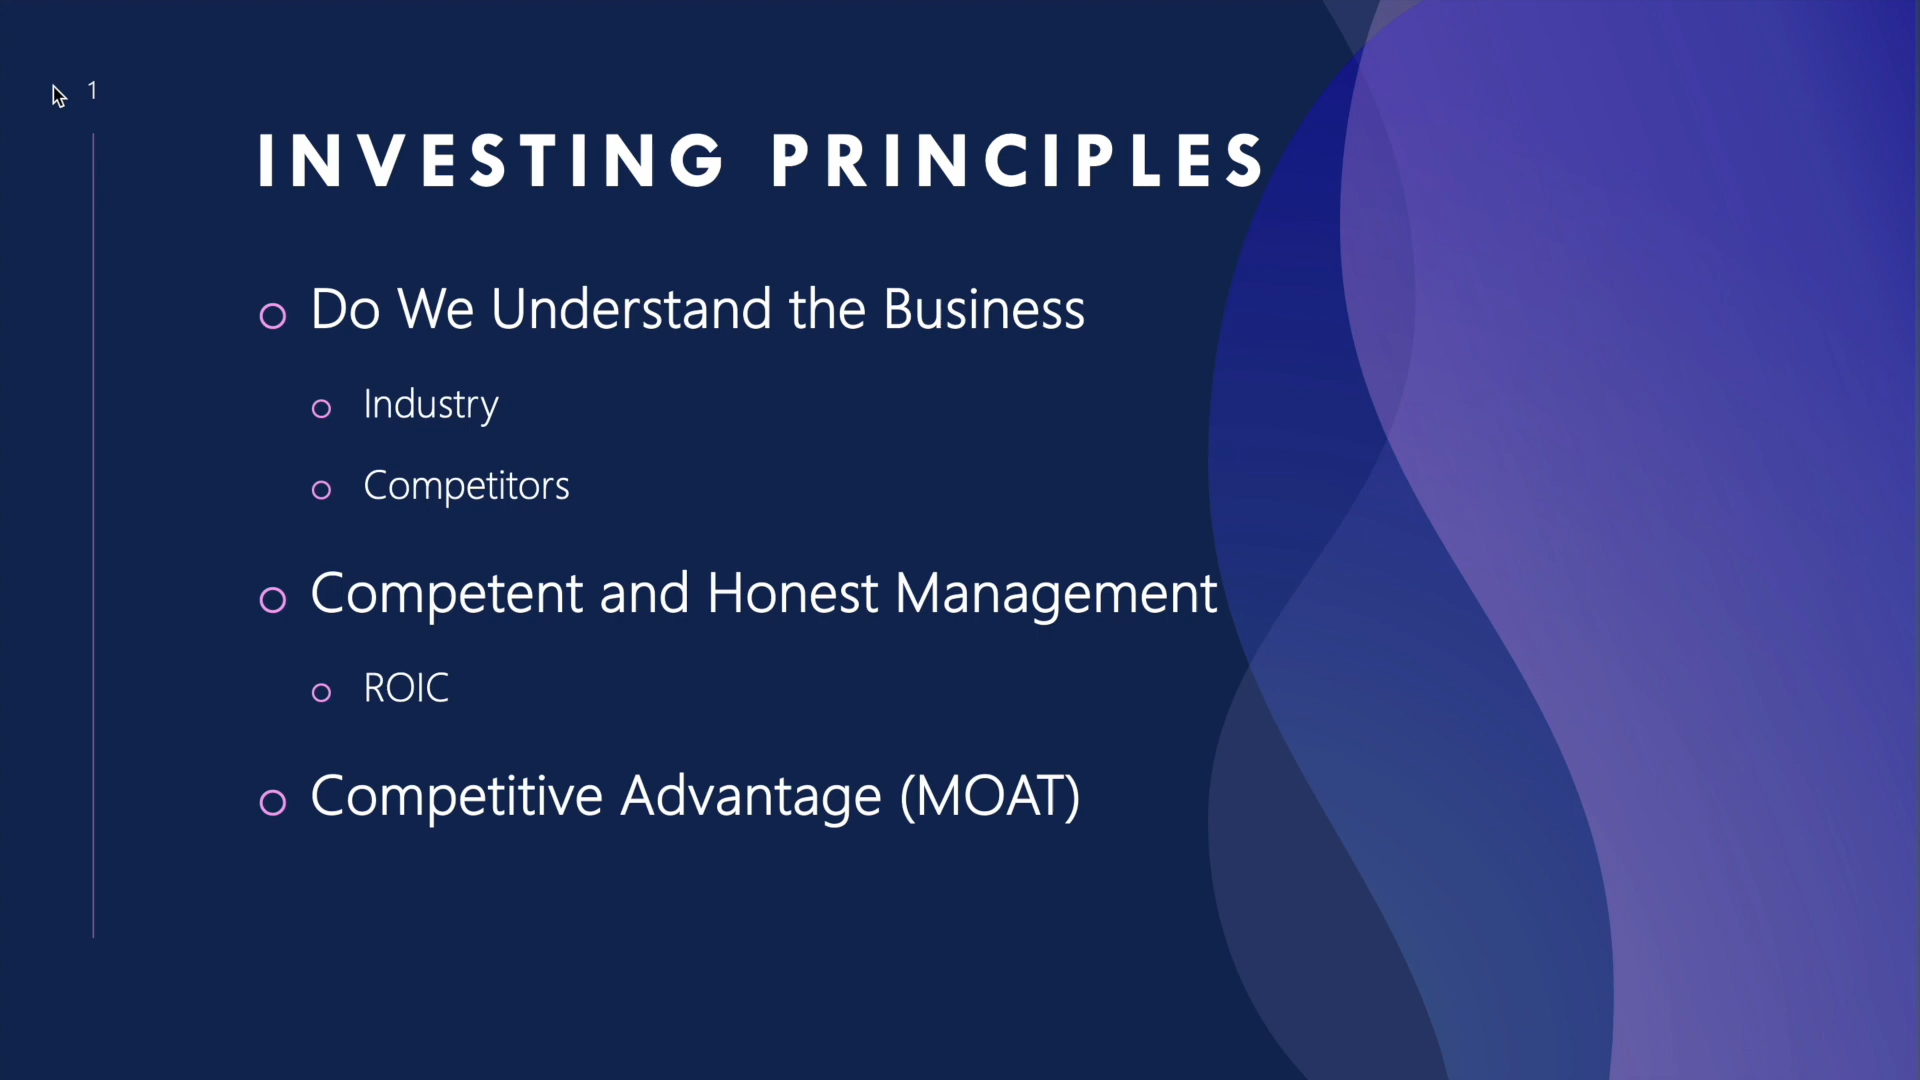 1
INVESTING PRINCIPLES
Do We Understand the Business
Industry
Competitors
Competent and Honest Management
ROIC
Competitive Advantage (MOAT)